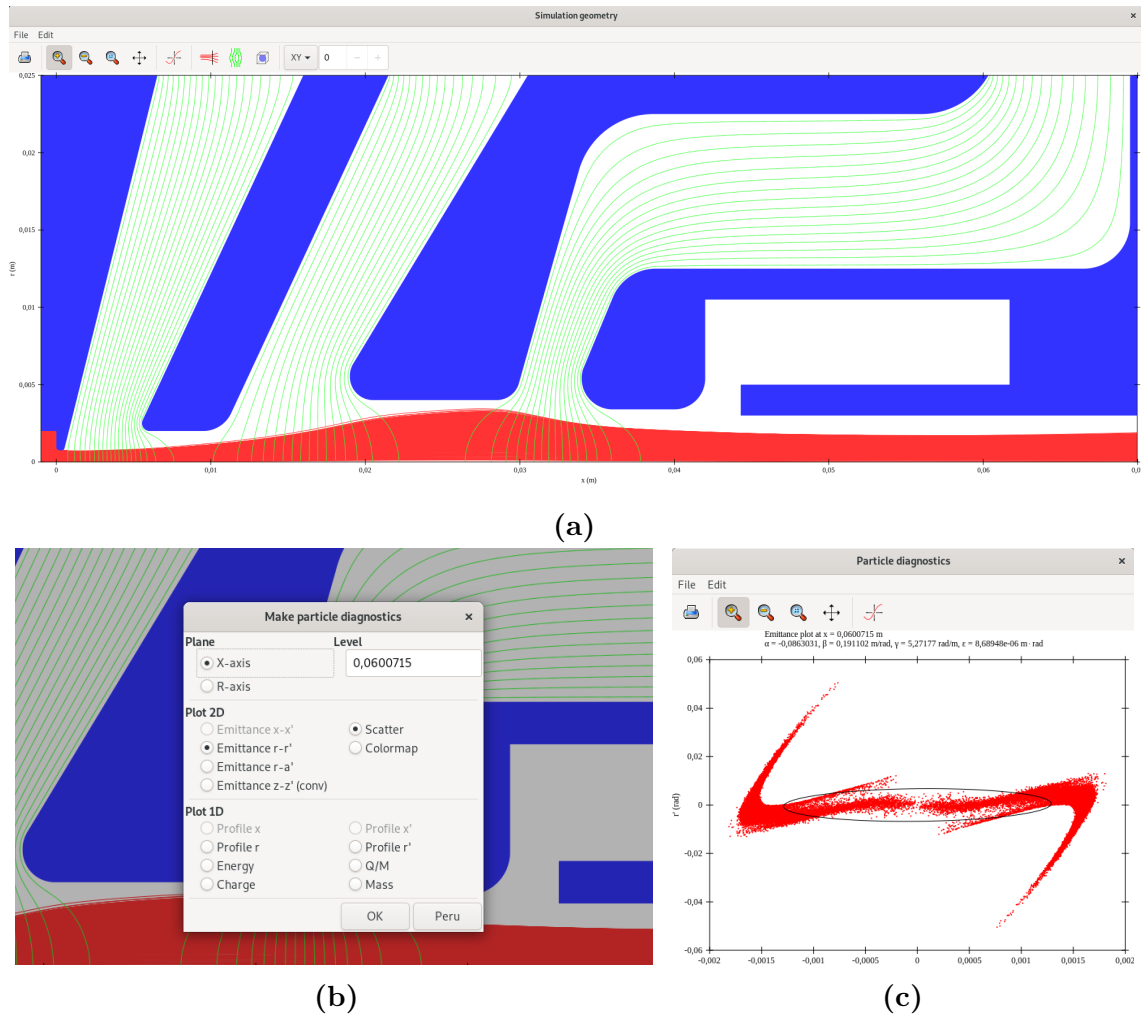 Simulation geometry ×
File Edit
XY 0 − +
0,025
0,02
0,015
0,01
0,005
0
r (m)
0 0,01 0,02 0,03 0,04 0,05 0,06 0,0
x (m)
(a)
Make particle diagnostics ×
Plane Level
X-axis 0,0600715
R-axis
Plot 2D
Emittance x-x' Scatter
Emittance r-r' Colormap
Emittance r-a'
Emittance z-z' (conv)
Plot 1D
Profile x Profile x'
Profile r Profile r'
Energy Q/M
Charge Mass
OK Peru
(b)
Particle diagnostics ×
File Edit
Emittance plot at x = 0,0600715 m
α = -0,0863031, β = 0,191102 m/rad, γ = 5,27177 rad/m, ε = 8,68948e-06 m· rad
0,06
0,04
0,02
0
-0,02
-0,04
-0,06
r' (rad)
-0,002 -0,0015 -0,001 -0,0005 0 0,0005 0,001 0,0015 0,002
(c)